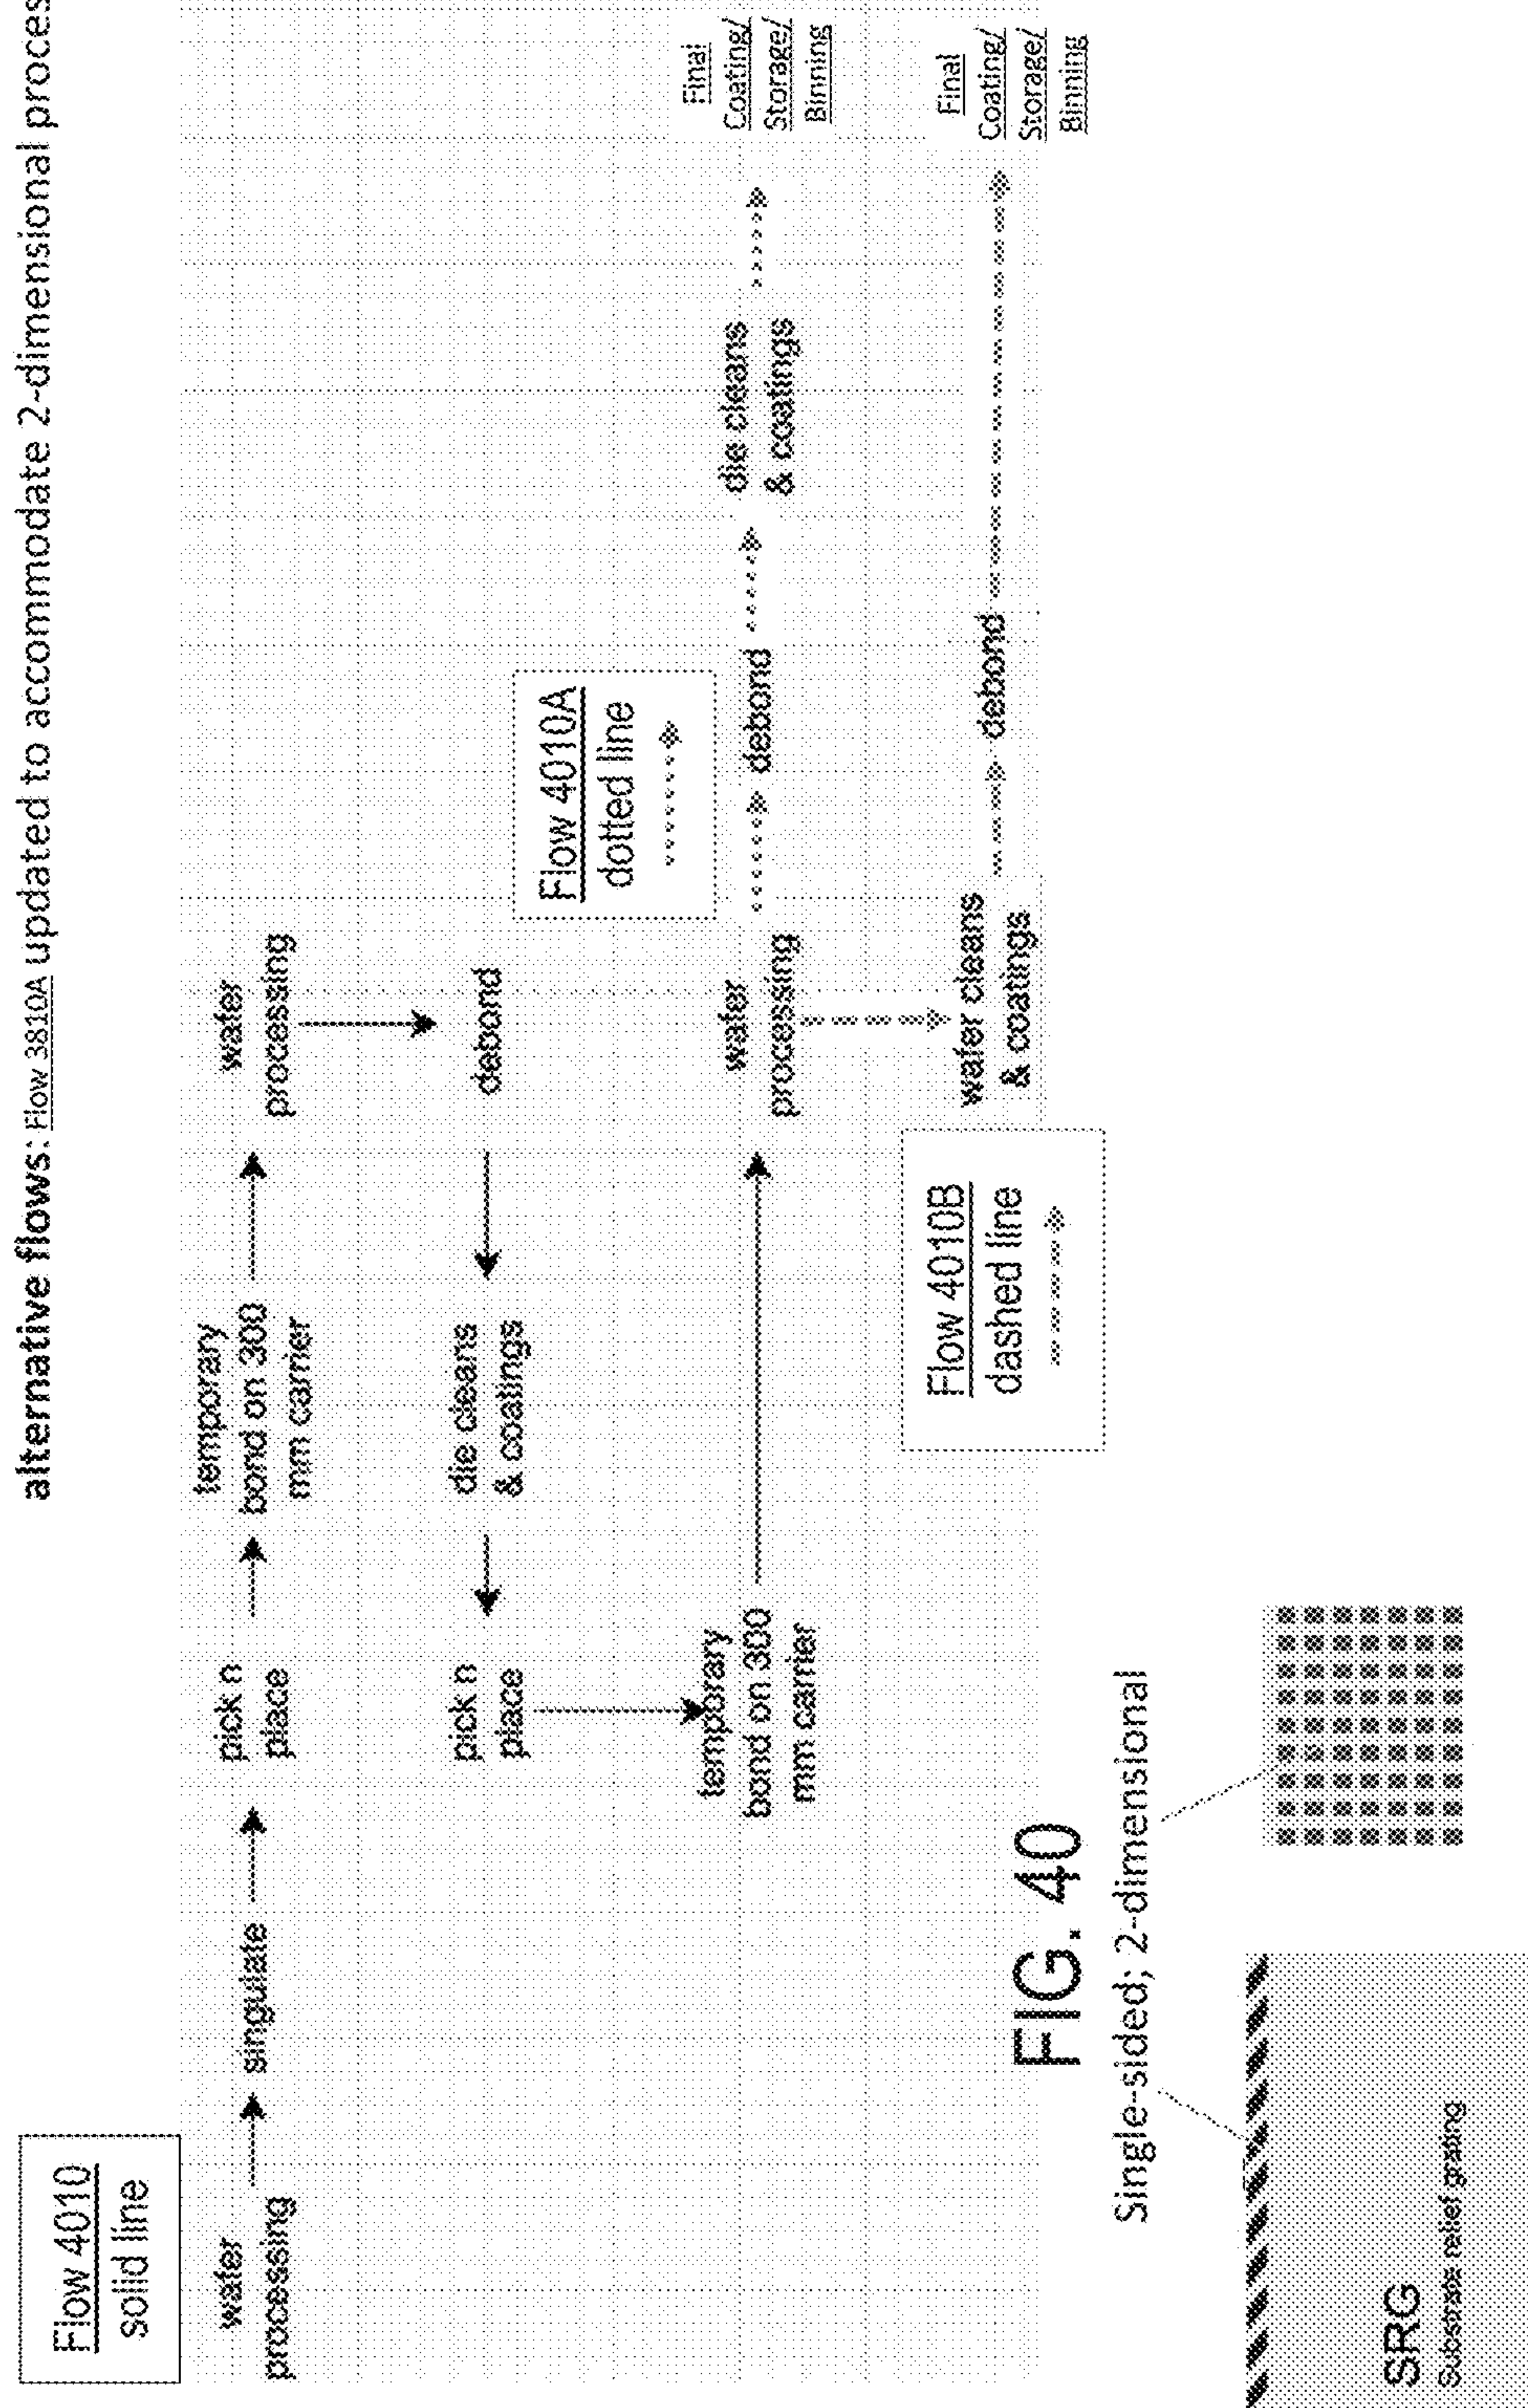 alternative flows: Flow 3810A updated to accommodate 2-dimensional proces
Flow 4010
solid line
wafer
processing
singulate
pick n
place
temporary
bond on 300
mm carrier
wafer
processing
pick n
place
die cleans
& coatings
debond
Flow 4010A
dotted line
temporary
bond on 300
mm carrier
wafer
processing
debond
die cleans
& coatings
Final
Coating/
Storage/
Binning
Flow 4010B
dashed line
wafer cleans
& coatings
debond
Final
Coating/
Storage/
Binning
FIG. 40
Single-sided; 2-dimensional
SRG
Substrate relief grating